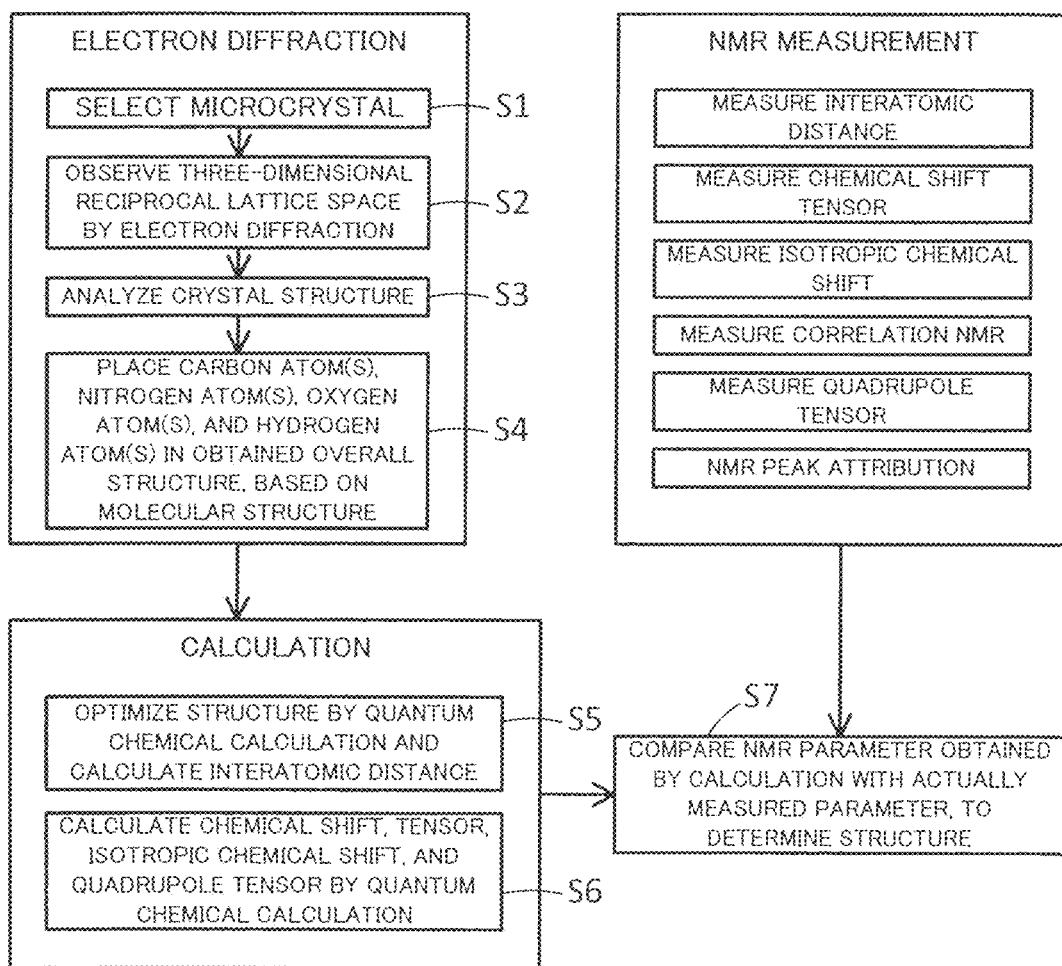 ELECTRON DIFFRACTION
SELECT MICROCRYSTAL
S1
OBSERVE THREE-DIMENSIONAL
RECIPROCAL LATTICE SPACE
BY ELECTRON DIFFRACTION
S2
ANALYZE CRYSTAL STRUCTURE
S3
PLACE CARBON ATOM(S),
NITROGEN ATOM(S), OXYGEN
ATOM(S), AND HYDROGEN
ATOM(S) IN OBTAINED OVERALL
STRUCTURE, BASED ON
MOLECULAR STRUCTURE
S4
NMR MEASUREMENT
MEASURE INTERATOMIC
DISTANCE
MEASURE CHEMICAL SHIFT
TENSOR
MEASURE ISOTROPIC CHEMICAL
SHIFT
MEASURE CORRELATION NMR
MEASURE QUADRUPOLE
TENSOR
NMR PEAK ATTRIBUTION
CALCULATION
OPTIMIZE STRUCTURE BY QUANTUM
CHEMICAL CALCULATION AND
CALCULATE INTERATOMIC DISTANCE
S5
CALCULATE CHEMICAL SHIFT, TENSOR,
ISOTROPIC CHEMICAL SHIFT, AND
QUADRUPOLE TENSOR BY QUANTUM
CHEMICAL CALCULATION
S6
S7
COMPARE NMR PARAMETER OBTAINED
BY CALCULATION WITH ACTUALLY
MEASURED PARAMETER, TO
DETERMINE STRUCTURE